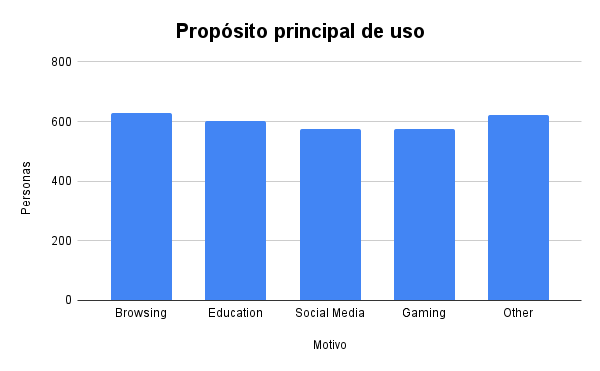 Propósito principal de uso
800
600
400
200
0
Personas
Browsing Education Social Media Gaming Other
Motivo